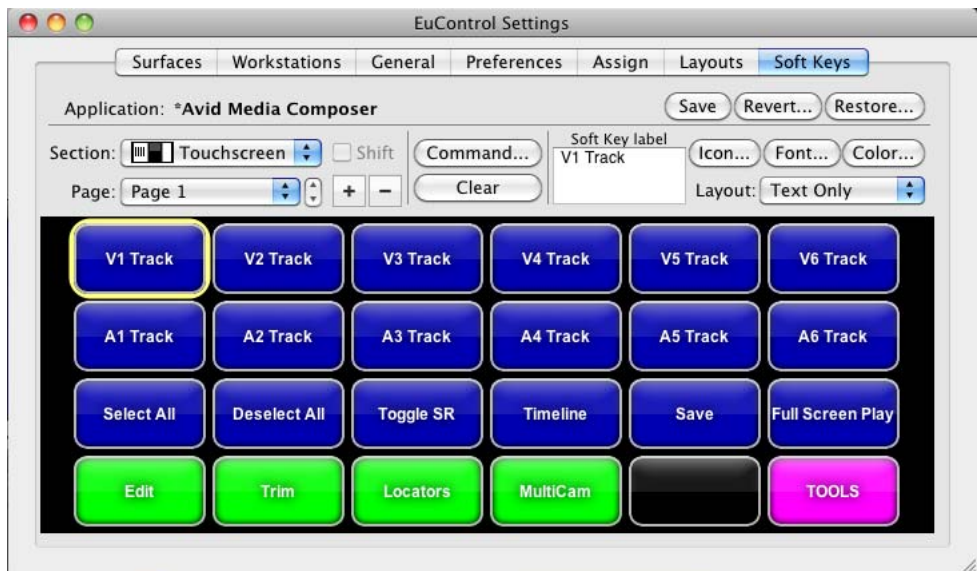 EuControl Settings
Surfaces Workstations General Preferences Assign Layouts Soft Keys
Application: *Avid Media Composer Save Revert... Restore...
Section: Touchscreen Shift Command... Soft Key label Icon... Font... Color...
V1 Track
Page: Page 1 + - Clear Layout: Text Only
V1 Track V2 Track V3 Track V4 Track V5 Track V6 Track
A1 Track A2 Track A3 Track A4 Track A5 Track A6 Track
Select All Deselect All Toggle SR Timeline Save Full Screen Play
Edit Trim Locators MultiCam TOOLS